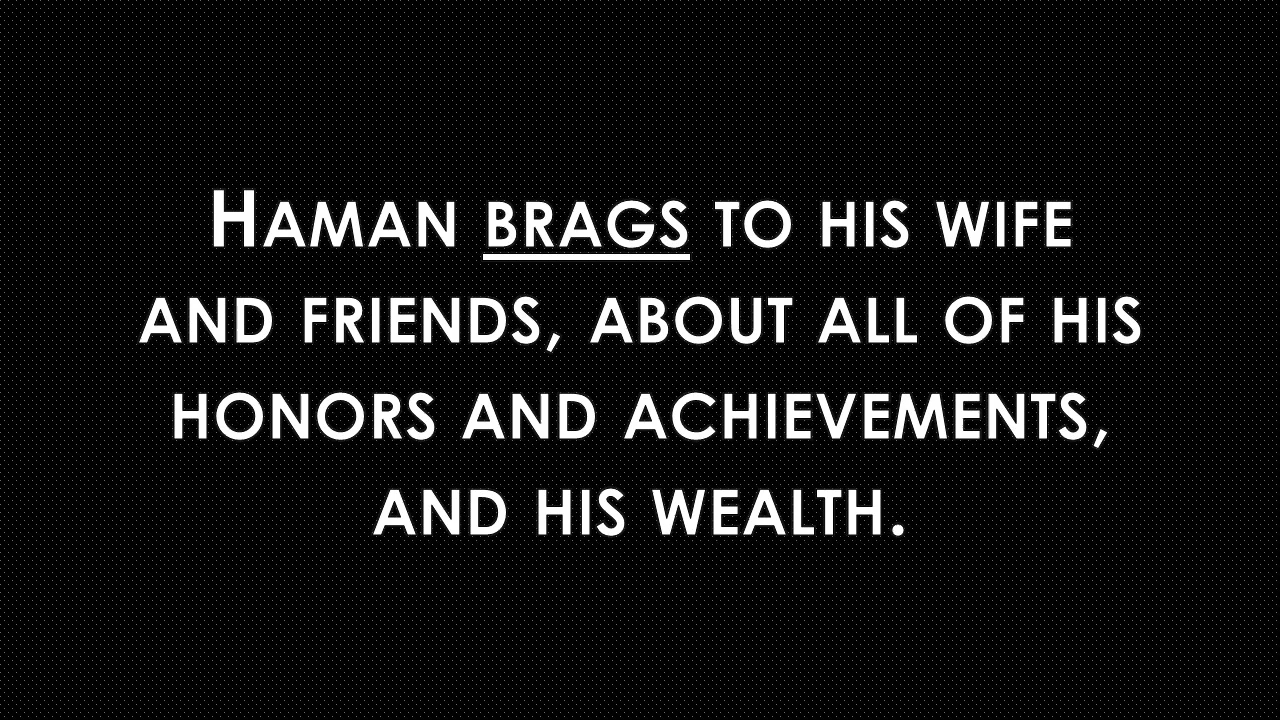 Haman brags to his wife
and friends, about all of his
honors and achievements,
and his wealth.